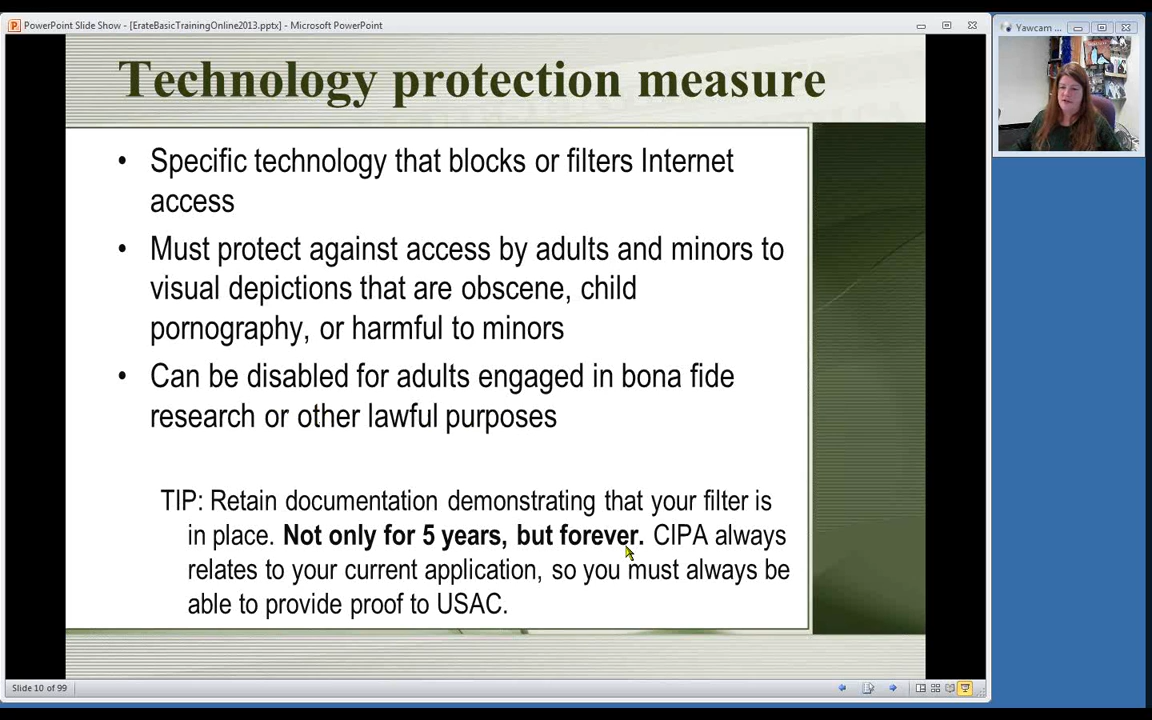 PowerPoint Slide Show - [ErateBasicTrainingOnline2013.pptx] - Microsoft PowerPoint
Yawcam ...
Technology protection measure
• Specific technology that blocks or filters Internet
access
• Must protect against access by adults and minors to
visual depictions that are obscene, child
pornography, or harmful to minors
• Can be disabled for adults engaged in bona fide
research or other lawful purposes
TIP: Retain documentation demonstrating that your filter is
in place. Not only for 5 years, but forever. CIPA always
relates to your current application, so you must always be
able to provide proof to USAC.
Slide 10 of 99